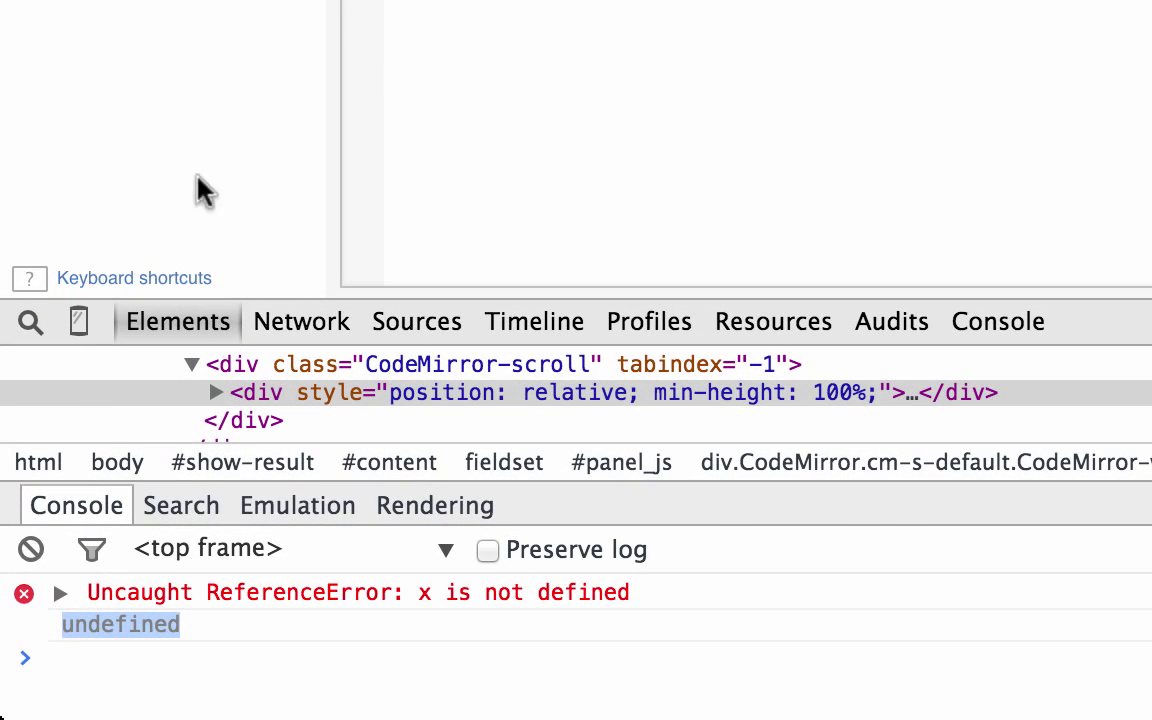 ? Keyboard shortcuts
Elements Network Sources Timeline Profiles Resources Audits Console
<div class="CodeMirror-scroll" tabindex="-1">
<div style="position: relative; min-height: 100%;">…</div>
</div>
html body #show-result #content fieldset #panel_js div.CodeMirror.cm-s-default.CodeMirror-
Console Search Emulation Rendering
<top frame> Preserve log
Uncaught ReferenceError: x is not defined
undefined